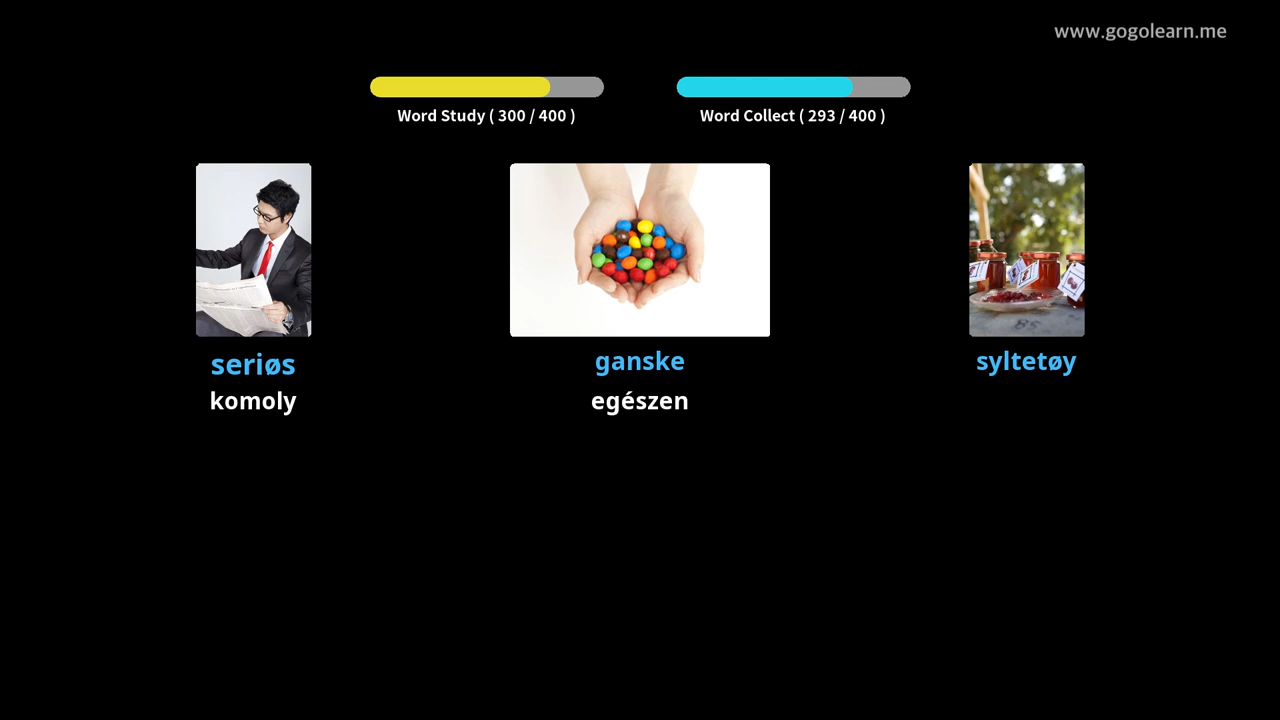 www.gogolearn.me
Word Study ( 300 / 400 )
Word Collect ( 293 / 400 )
seriøs
komoly
ganske
egészen
syltetøy